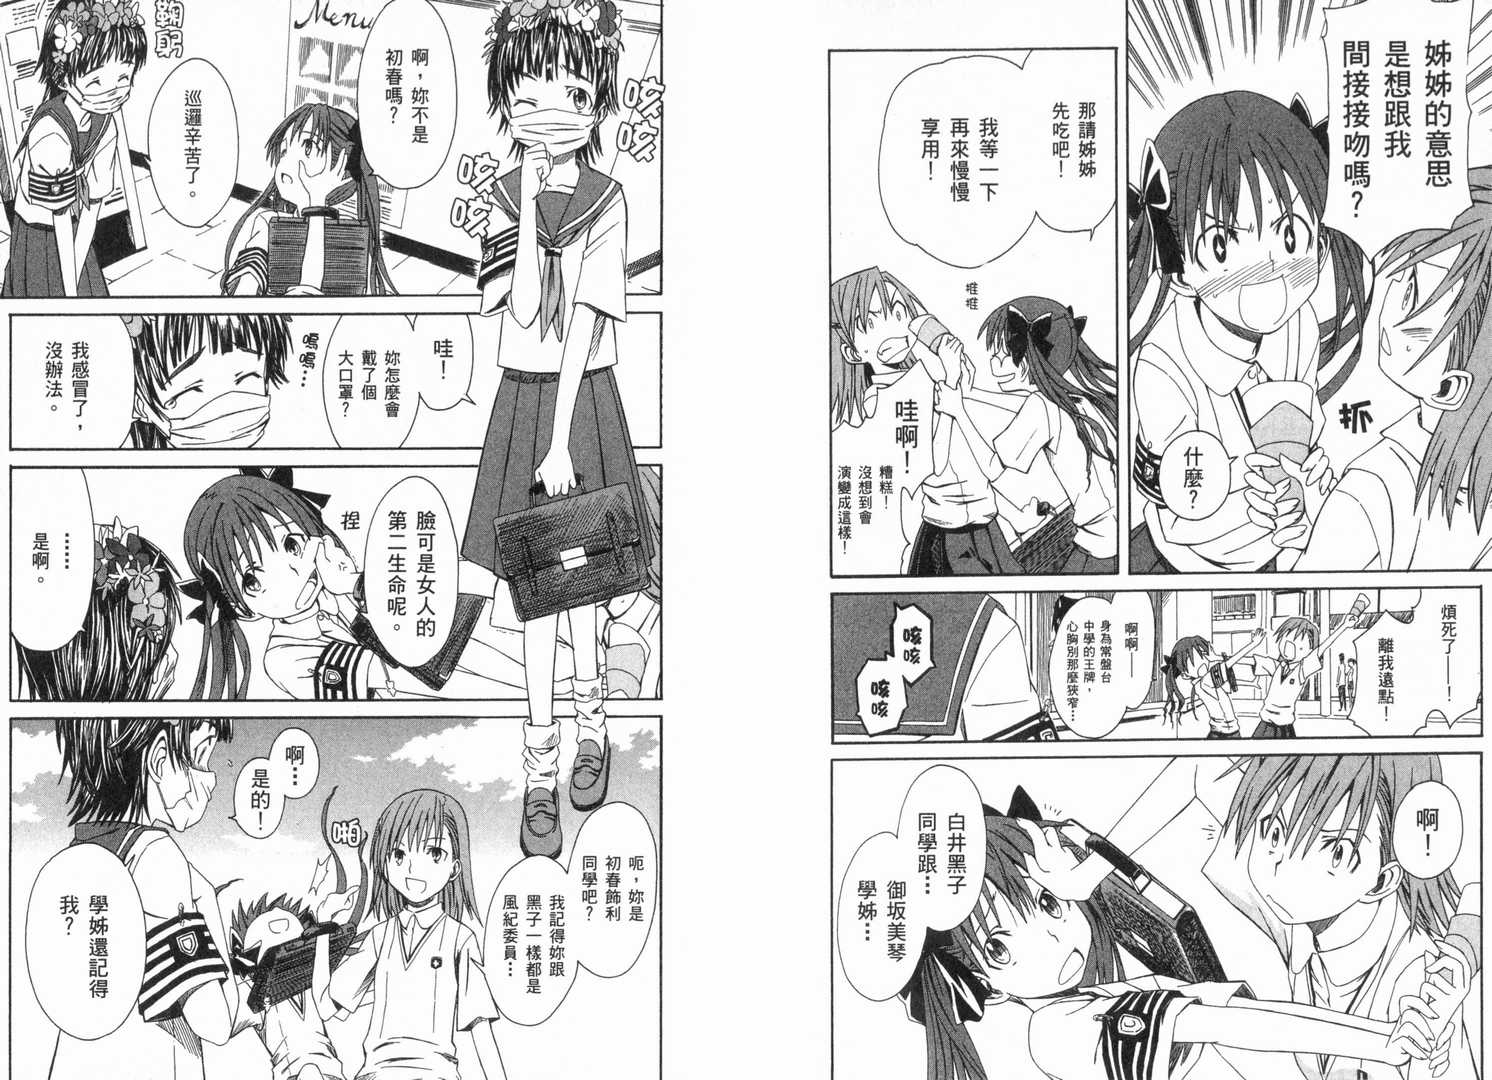 姊姊的意思
是想跟我
間接接吻嗎？
抓
什麼？
那請姊姊
先吃吧！
我等一下
再來慢慢
享用！
推
推
哇啊！
糟糕！
沒想到會
演變成這樣！
煩死了——！
離我遠點！
啊啊——
身為常盤台
中學的王牌，
心胸別那麼狹窄…
咳咳
咳咳
啊！
白井黑子
同學跟…
御坂美琴
學姊…
咳咳
咳咳
啊，妳不是
初春嗎？
Menu
巡邏辛苦了。
鞠躬
哇！
妳怎麼會
戴了個
大口罩？
嗚
嗚…
我感冒了，
沒辦法。
臉可是女人的
第二生命呢。
捏
……
是啊。
呃，妳是
初春飾利
同學吧？
我記得妳跟
黑子一樣都是
風紀委員…
啪
啊…
是的！
學姊還記得
我？